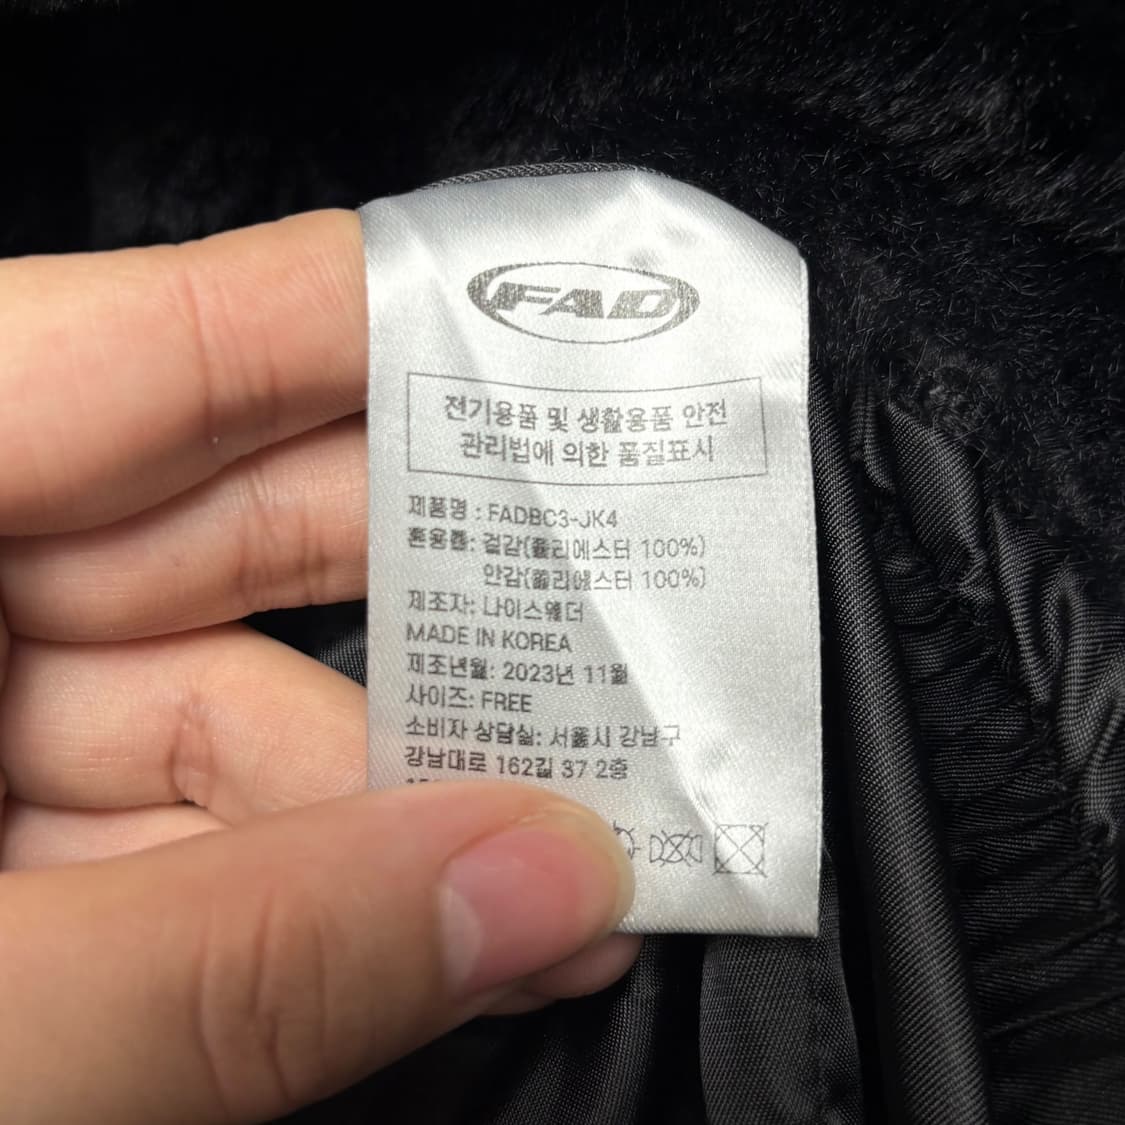 FAD
전기용품 및 생활용품 안전
관리법에 의한 품질표시
제품명 : FADBC3-JK4
혼용률: 겉감(폴리에스터 100%)
안감(폴리에스터 100%)
제조자: 나이스웨더
MADE IN KOREA
제조년월: 2023년 11월
사이즈: FREE
소비자 상담실: 서울시 강남구
강남대로 162길 37 2층